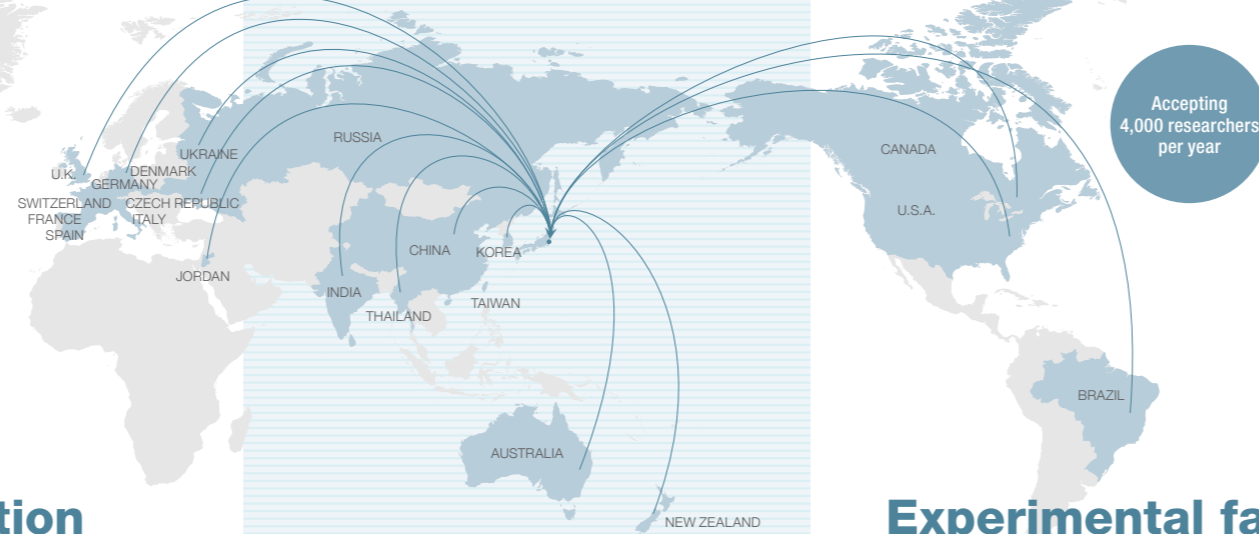 Accepting
4,000 researchers
per year
RUSSIA
CANADA
UKRAINE
U.K.
DENMARK
GERMANY
SWITZERLAND
CZECH REPUBLIC
FRANCE
ITALY
SPAIN
U.S.A.
CHINA
KOREA
JORDAN
INDIA
TAIWAN
THAILAND
BRAZIL
AUSTRALIA
NEW ZEALAND
tion
Experimental fa